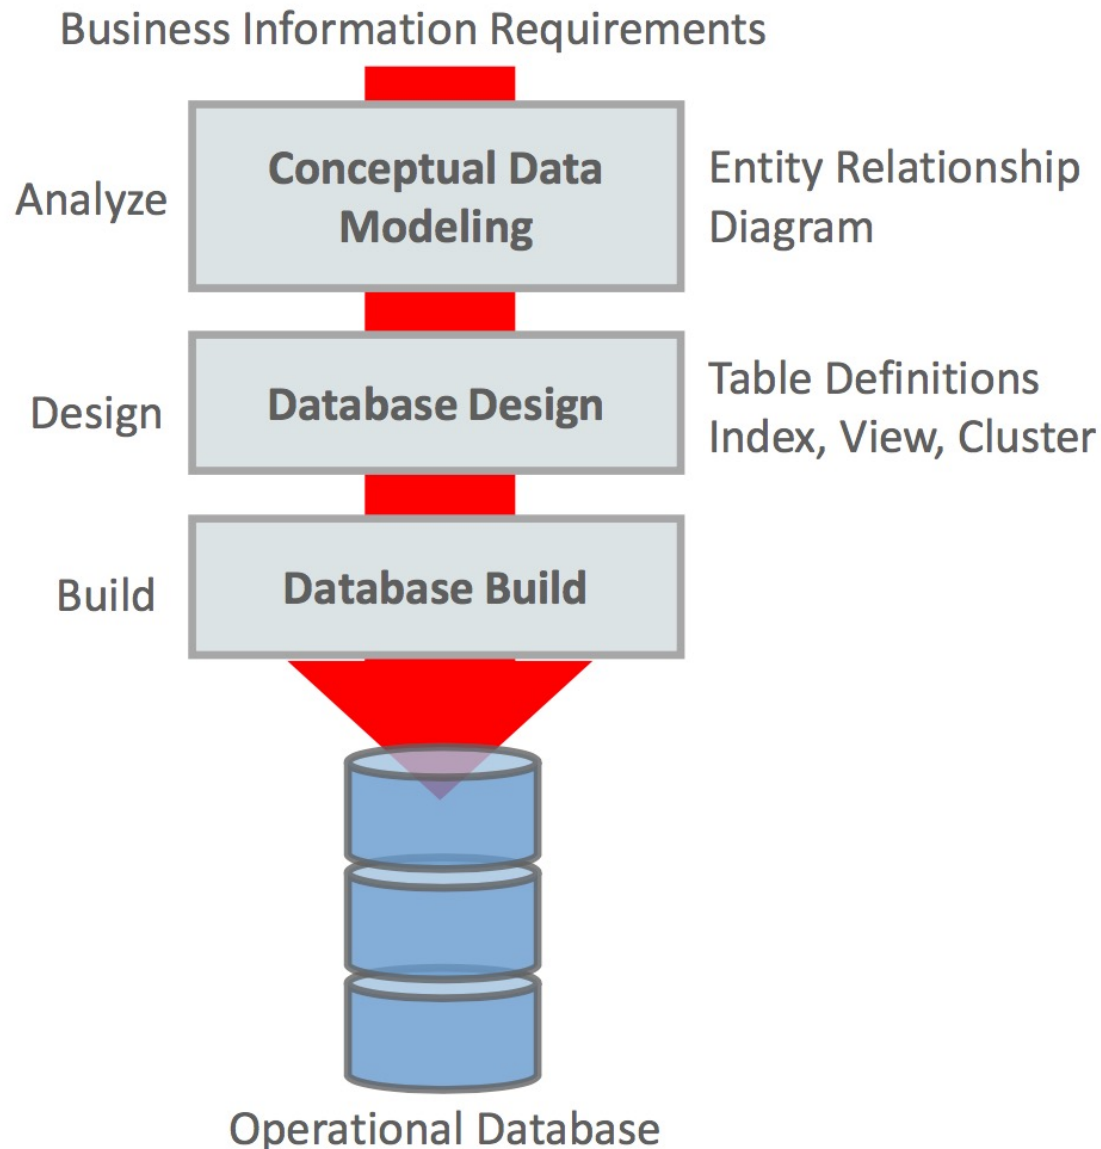 Business Information Requirements
Analyze
Conceptual Data
Modeling
Entity Relationship
Diagram
Design
Database Design
Table Definitions
Index, View, Cluster
Build
Database Build
Operational Database